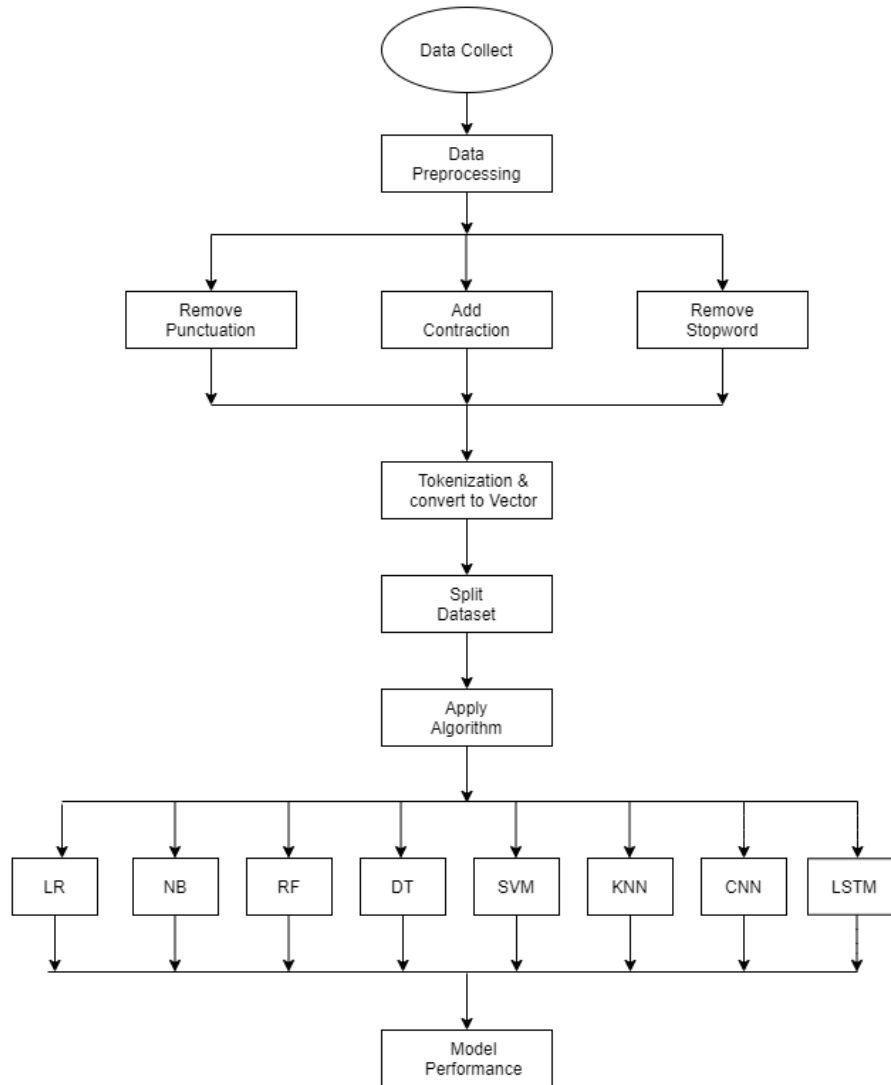 Data Collect
Data
Preprocessing
Remove
Punctuation
Add
Contraction
Remove
Stopword
Tokenization &
convert to Vector
Split
Dataset
Apply
Algorithm
LR
NB
RF
DT
SVM
KNN
CNN
LSTM
Model
Performance